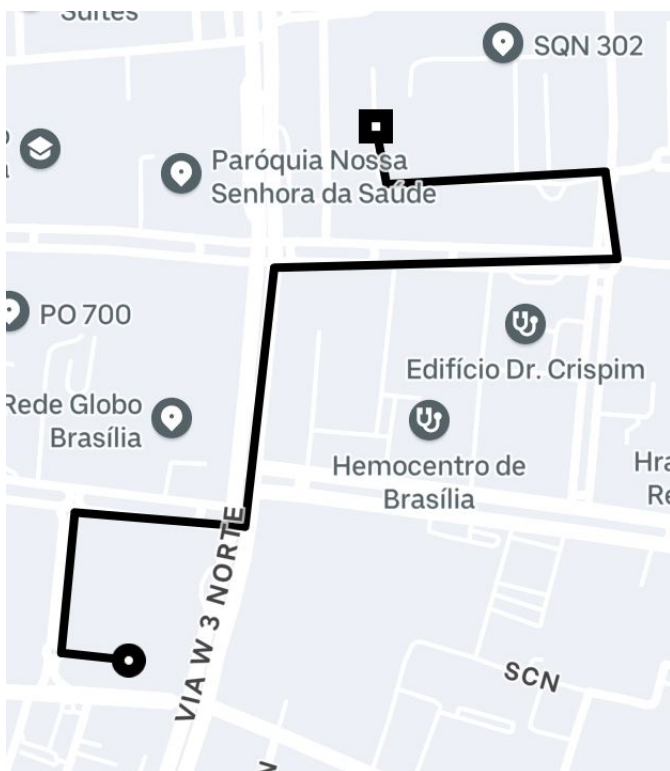 Suítes
SQN 302
Paróquia Nossa
Senhora da Saúde
PO 700
Edifício Dr. Crispim
Rede Globo
Brasília
Hemocentro de
Brasília
VIA W 3 NORTE
SCN